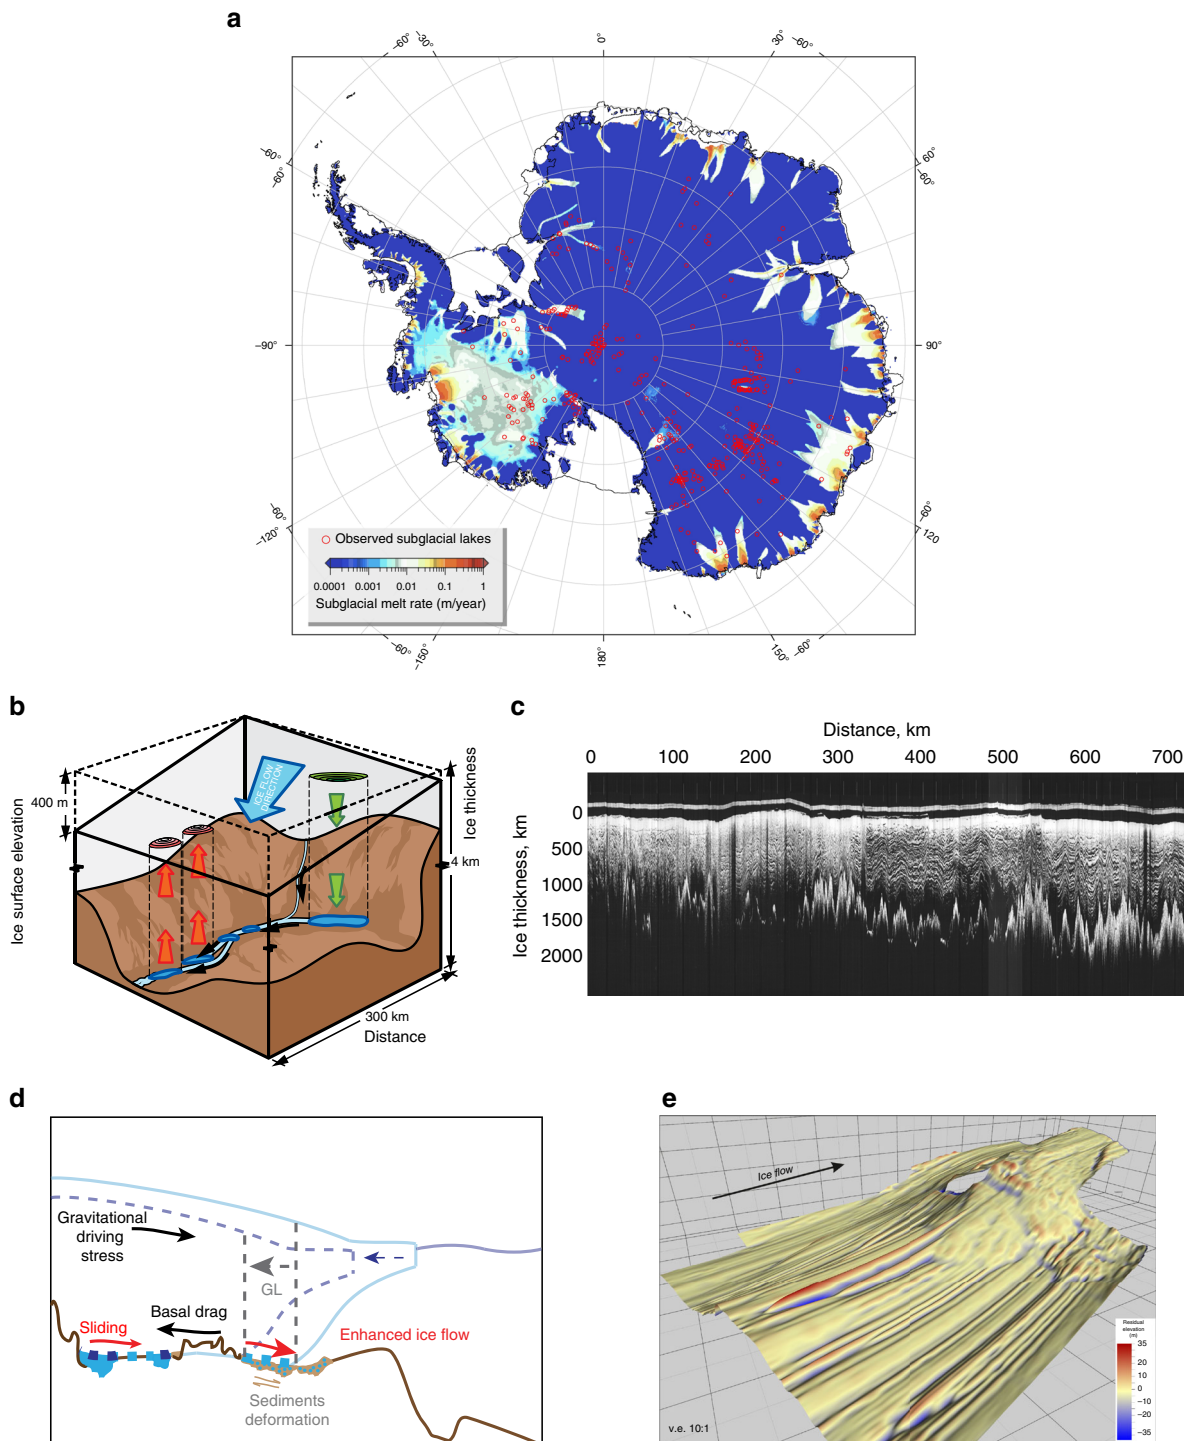 a
−60°
−30°
0°
30°
−60°
−60°
−60°
60°
−60°
−90°
90°
−60°
−120°
−60°
120
Observed subglacial lakes
0.0001
0.001
0.01
0.1
1
Subglacial melt rate (m/year)
−60°
−150°
180°
150°
−60°
b
400 m
Ice surface elevation
ICE FLOW
DIRECTION
Ice thickness
4 km
300 km
Distance
c
Distance, km
0
100
200
300
400
500
600
700
Ice thickness, km
0
500
1000
1500
2000
d
Gravitational
driving
stress
GL
Basal drag
Sliding
Enhanced ice flow
Sediments
deformation
e
Ice flow
v.e. 10:1
Residual
elevation
(m)
35
20
10
0
−10
−20
−35